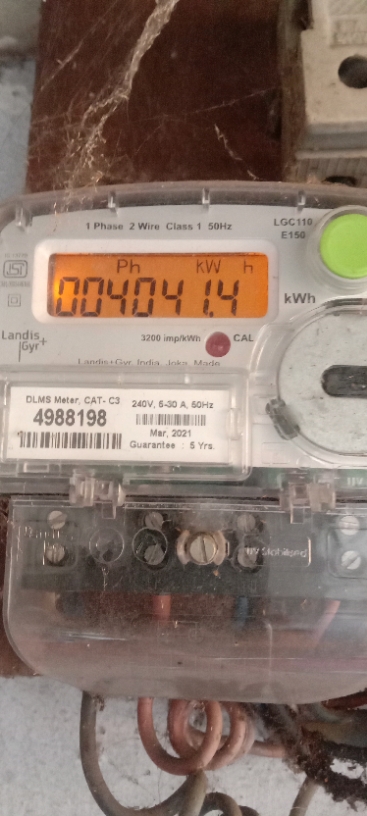 1 Phase 2 Wire Class 1 50Hz
LGC110
E150
Ph kW h
004041.4
kWh
Landis
Gyr+
3200 imp/kWh
CAL
Landis+Gyr India Joka Made
DLMS Meter, CAT- C3
240V, 5-30 A, 50Hz
4988198
Mar, 2021
Guarantee : 5 Yrs.